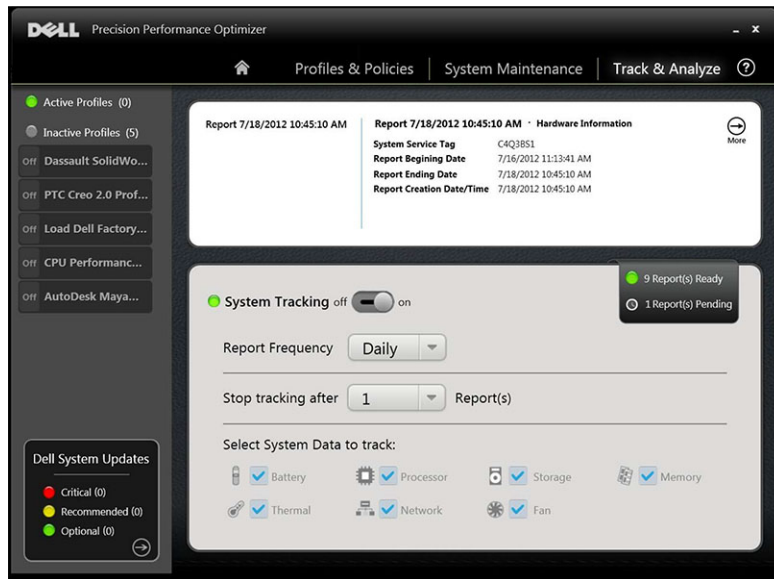 DELL Precision Performance Optimizer
Profiles & Policies System Maintenance Track & Analyze ?
Active Profiles (0)
Inactive Profiles (5)
Off Dassault SolidWo...
Off PTC Creo 2.0 Prof...
Off Load Dell Factory...
Off CPU Performanc...
Off AutoDesk Maya...
Dell System Updates
Critical (0)
Recommended (0)
Optional (0)
Report 7/18/2012 10:45:10 AM
Report 7/18/2012 10:45:10 AM · Hardware Information
More
System Service Tag C4Q3BS1
Report Begining Date 7/16/2012 11:13:41 AM
Report Ending Date 7/18/2012 10:45:10 AM
Report Creation Date/Time 7/18/2012 10:45:10 AM
9 Report(s) Ready
1 Report(s) Pending
System Tracking off on
Report Frequency Daily
Stop tracking after 1 Report(s)
Select System Data to track:
Battery Processor Storage Memory
Thermal Network Fan